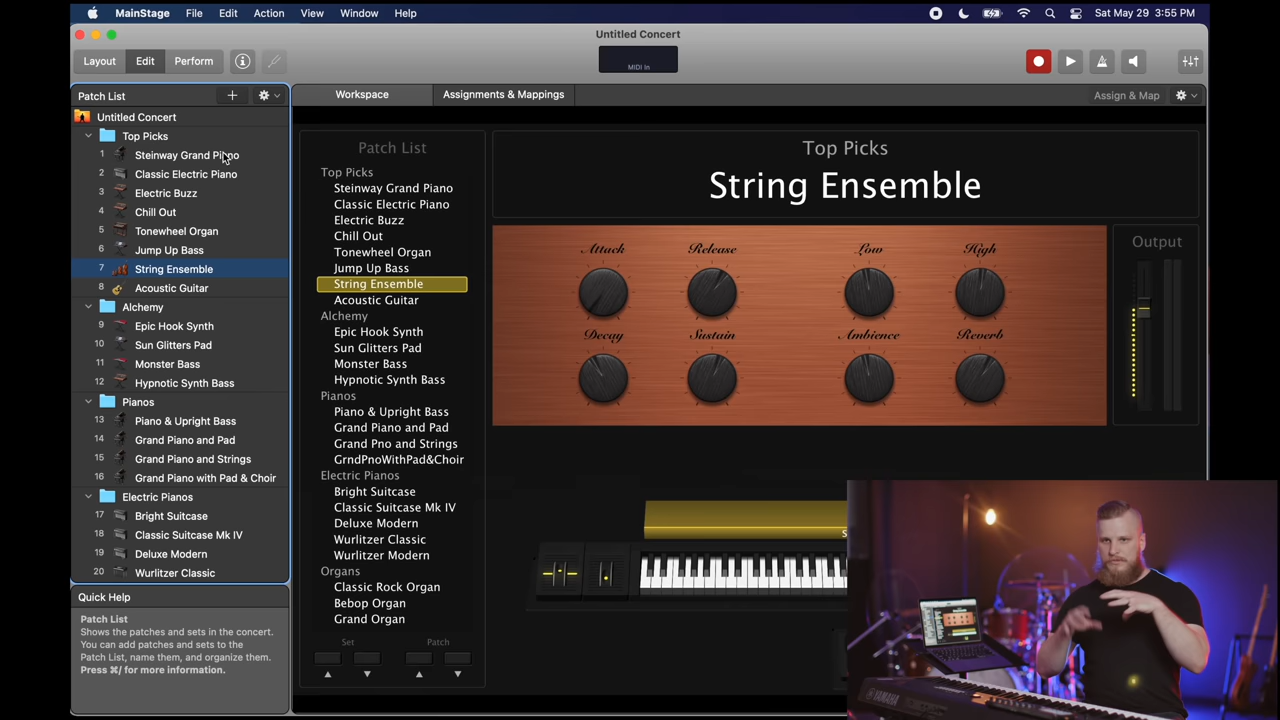 MainStage File Edit Action View Window Help
Sat May 29 3:55 PM
Untitled Concert
MIDI In
Layout Edit Perform
Patch List
Workspace Assignments & Mappings
Assign & Map
Untitled Concert
Top Picks
1 Steinway Grand Piano
2 Classic Electric Piano
3 Electric Buzz
4 Chill Out
5 Tonewheel Organ
6 Jump Up Bass
7 String Ensemble
8 Acoustic Guitar
Alchemy
9 Epic Hook Synth
10 Sun Glitters Pad
11 Monster Bass
12 Hypnotic Synth Bass
Pianos
13 Piano & Upright Bass
14 Grand Piano and Pad
15 Grand Piano and Strings
16 Grand Piano with Pad & Choir
Electric Pianos
17 Bright Suitcase
18 Classic Suitcase Mk IV
19 Deluxe Modern
20 Wurlitzer Classic
Quick Help
Patch List
Shows the patches and sets in the concert.
You can add patches and sets to the
Patch List, name them, and organize them.
Press ⌘/ for more information.
Patch List
Top Picks
Steinway Grand Piano
Classic Electric Piano
Electric Buzz
Chill Out
Tonewheel Organ
Jump Up Bass
String Ensemble
Acoustic Guitar
Alchemy
Epic Hook Synth
Sun Glitters Pad
Monster Bass
Hypnotic Synth Bass
Pianos
Piano & Upright Bass
Grand Piano and Pad
Grand Pno and Strings
GrndPnoWithPad&Choir
Electric Pianos
Bright Suitcase
Classic Suitcase Mk IV
Deluxe Modern
Wurlitzer Classic
Wurlitzer Modern
Organs
Classic Rock Organ
Bebop Organ
Grand Organ
Set Patch
Top Picks
String Ensemble
Attack Release Low High
Decay Sustain Ambience Reverb
Output
S
YAMAHA